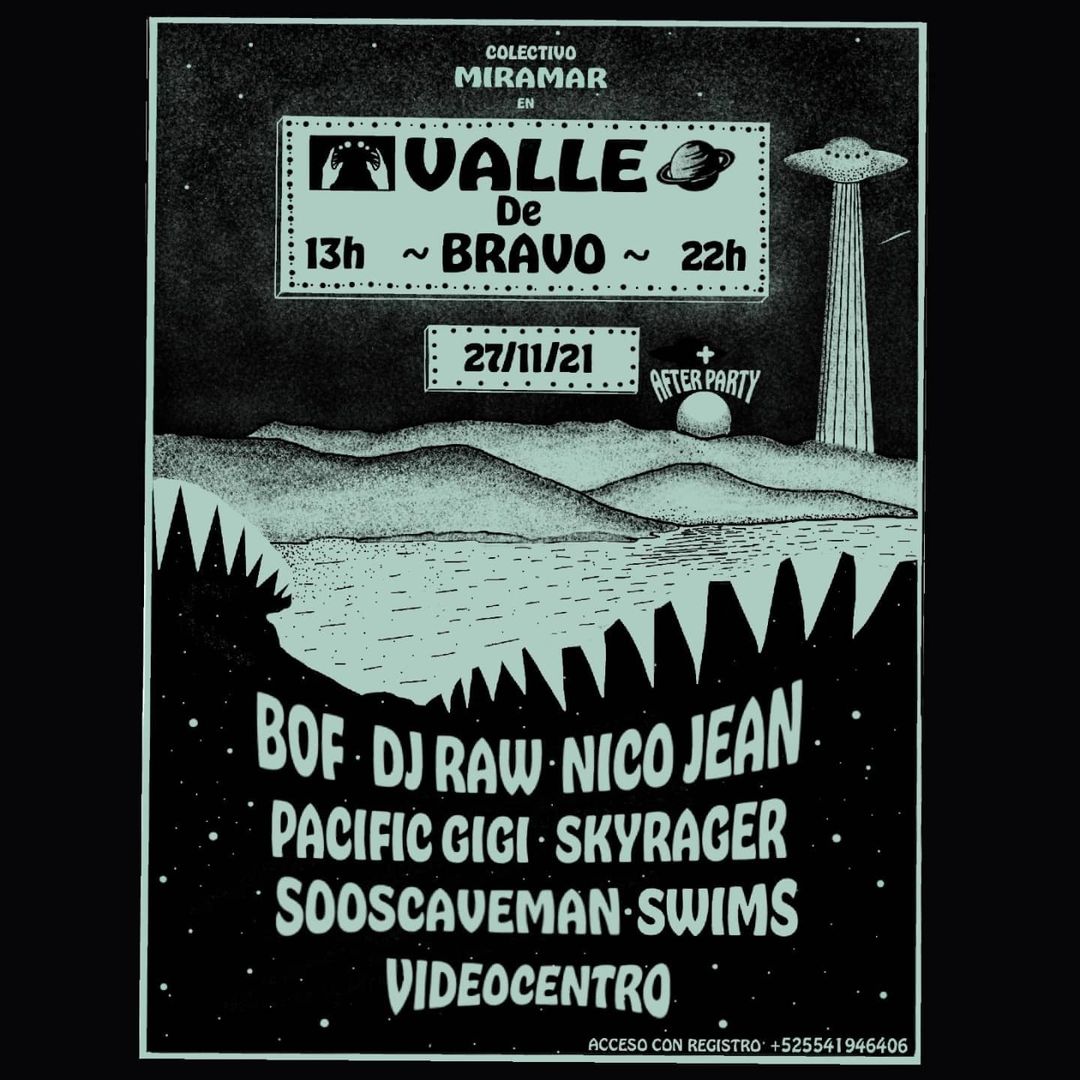 COLECTIVO
MIRAMAR
EN
VALLE
De
13h ~ BRAVO ~ 22h
27/11/21
+
AFTER PARTY
BOF · DJ RAW · NICO JEAN
PACIFIC GIGI · SKYRAGER
SOOSCAVEMAN · SWIMS
VIDEOCENTRO
ACCESO CON REGISTRO · +525541946406